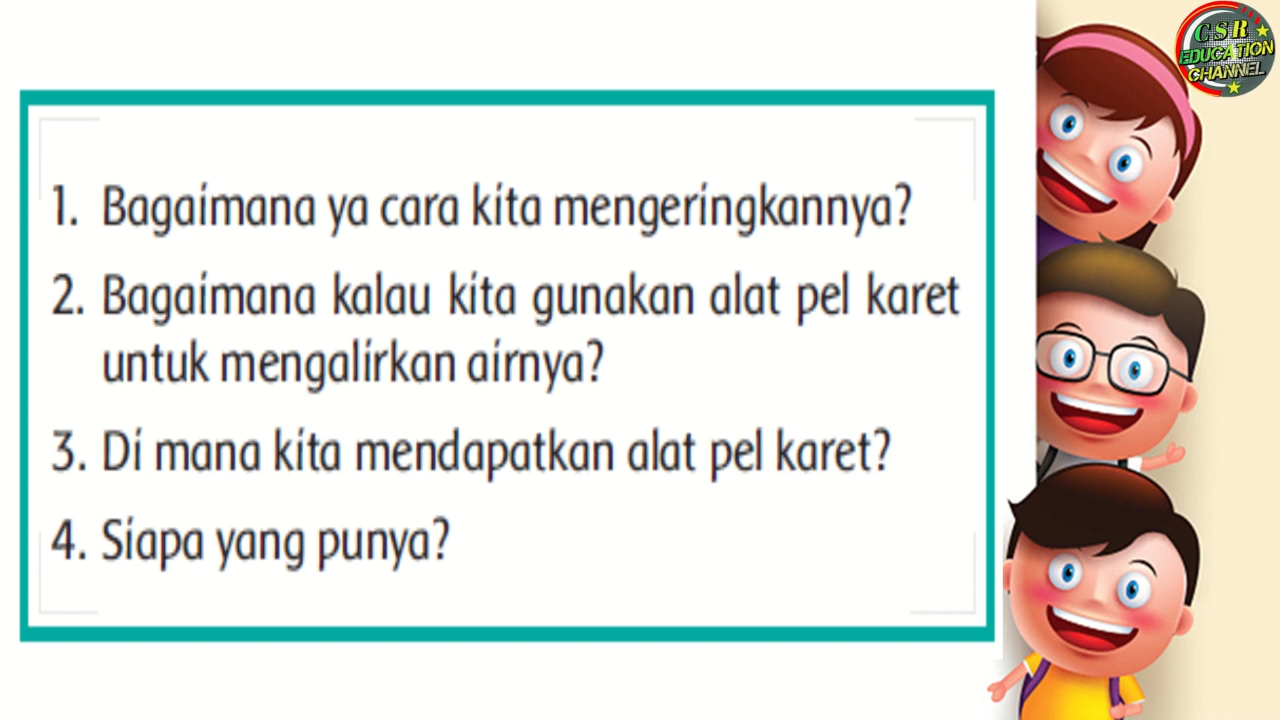 CSR
EDUCATION
CHANNEL
1. Bagaimana ya cara kita mengeringkannya?
2. Bagaimana kalau kita gunakan alat pel karet
untuk mengalirkan airnya?
3. Di mana kita mendapatkan alat pel karet?
4. Siapa yang punya?